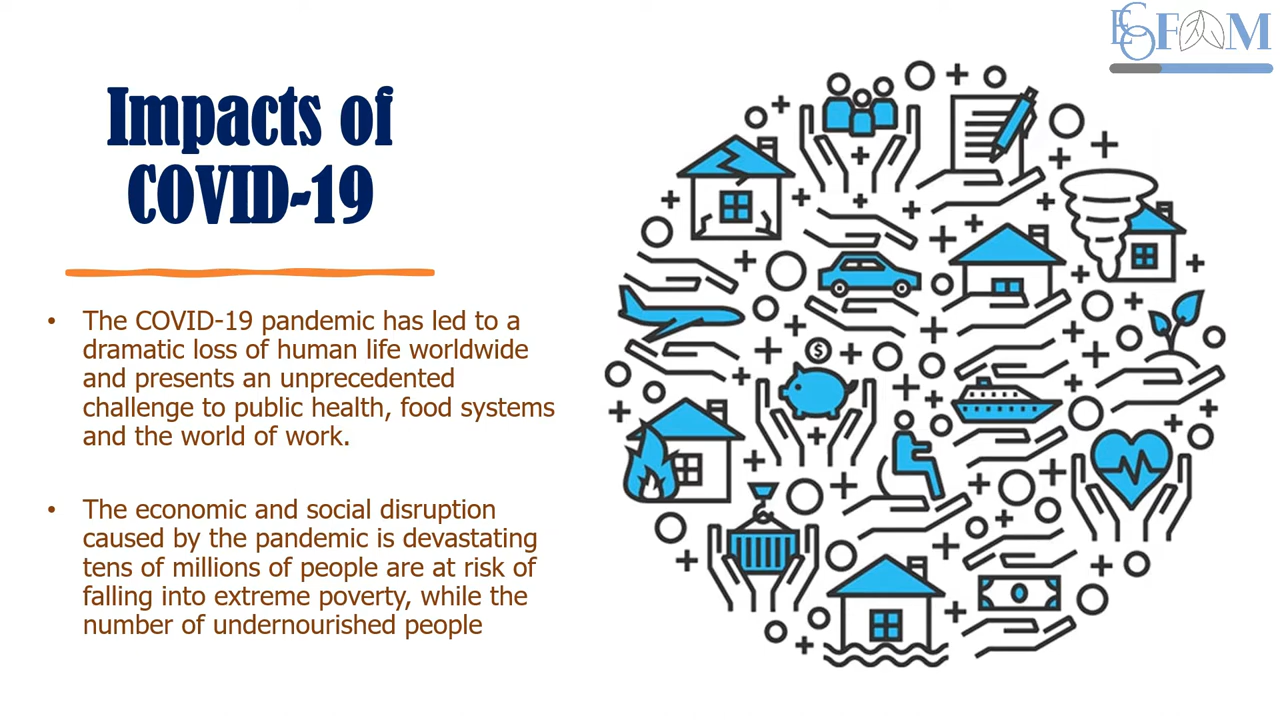 ECOFAM
Impacts of
COVID-19
• The COVID-19 pandemic has led to a
dramatic loss of human life worldwide
and presents an unprecedented
challenge to public health, food systems
and the world of work.
• The economic and social disruption
caused by the pandemic is devastating
tens of millions of people are at risk of
falling into extreme poverty, while the
number of undernourished people
$